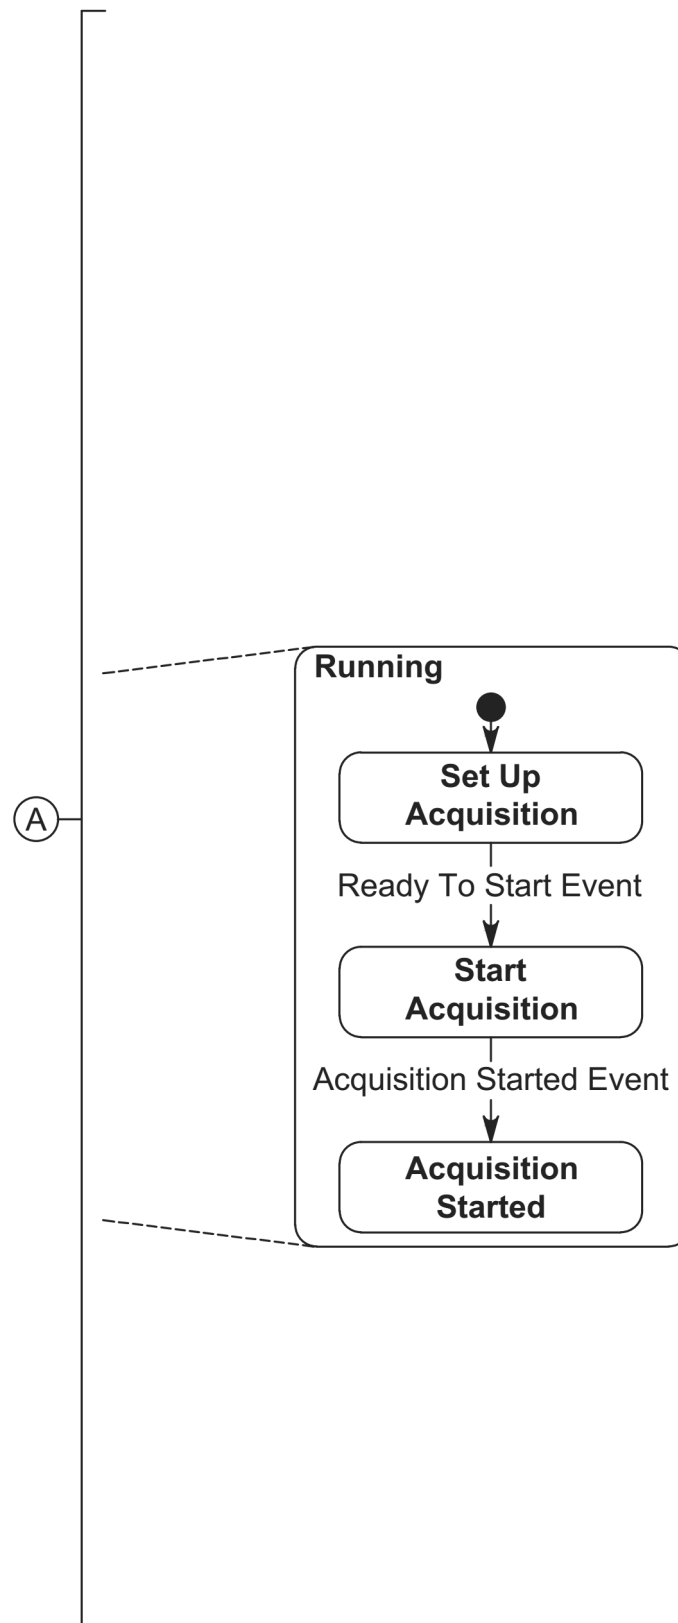 Running
Set Up
Acquisition
A
Ready To Start Event
Start
Acquisition
Acquisition Started Event
Acquisition
Started